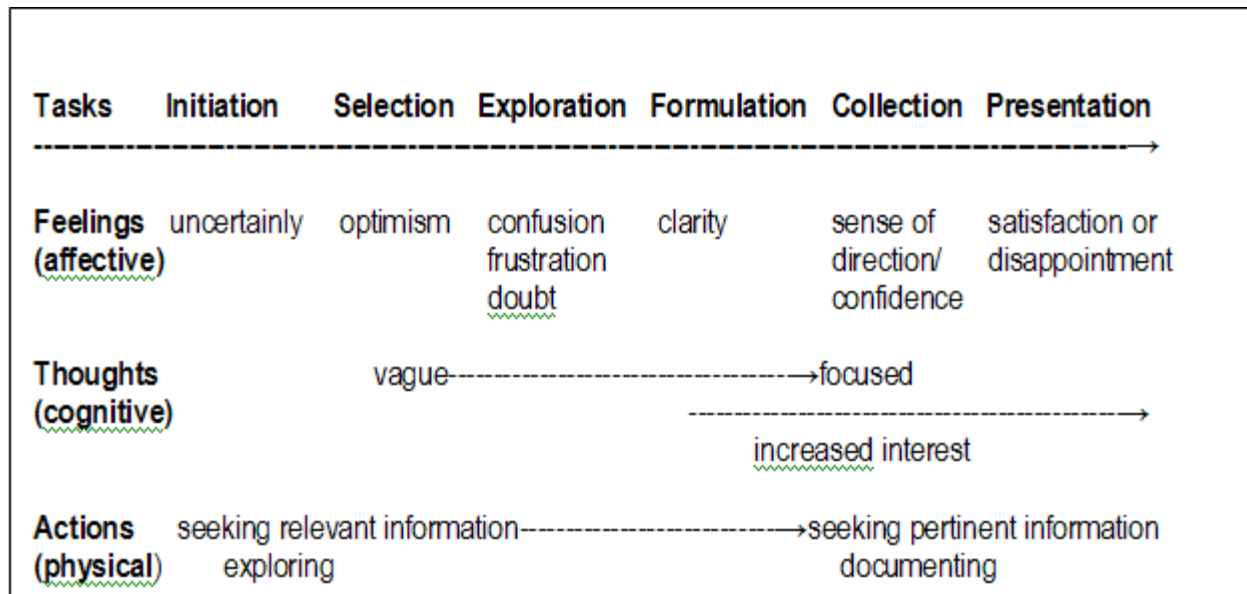 Tasks Initiation Selection Exploration Formulation Collection Presentation
Feelings uncertainly optimism confusion clarity sense of satisfaction or
(affective) frustration direction/ disappointment
doubt confidence
Thoughts vague focused
(cognitive)
increased interest
Actions seeking relevant information seeking pertinent information
(physical) exploring documenting